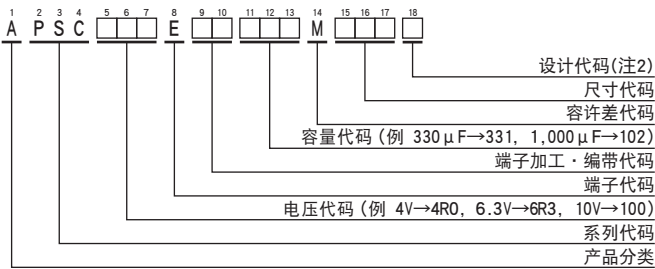 1 2 3 4 5 6 7 8 9 10 11 12 13 14 15 16 17 18
A P S C E M
设计代码(注2)
尺寸代码
容许差代码
容量代码 (例 330μF→331, 1,000μF→102)
端子加工・编带代码
端子代码
电压代码 (例 4V→4R0, 6.3V→6R3, 10V→100)
系列代码
产品分类